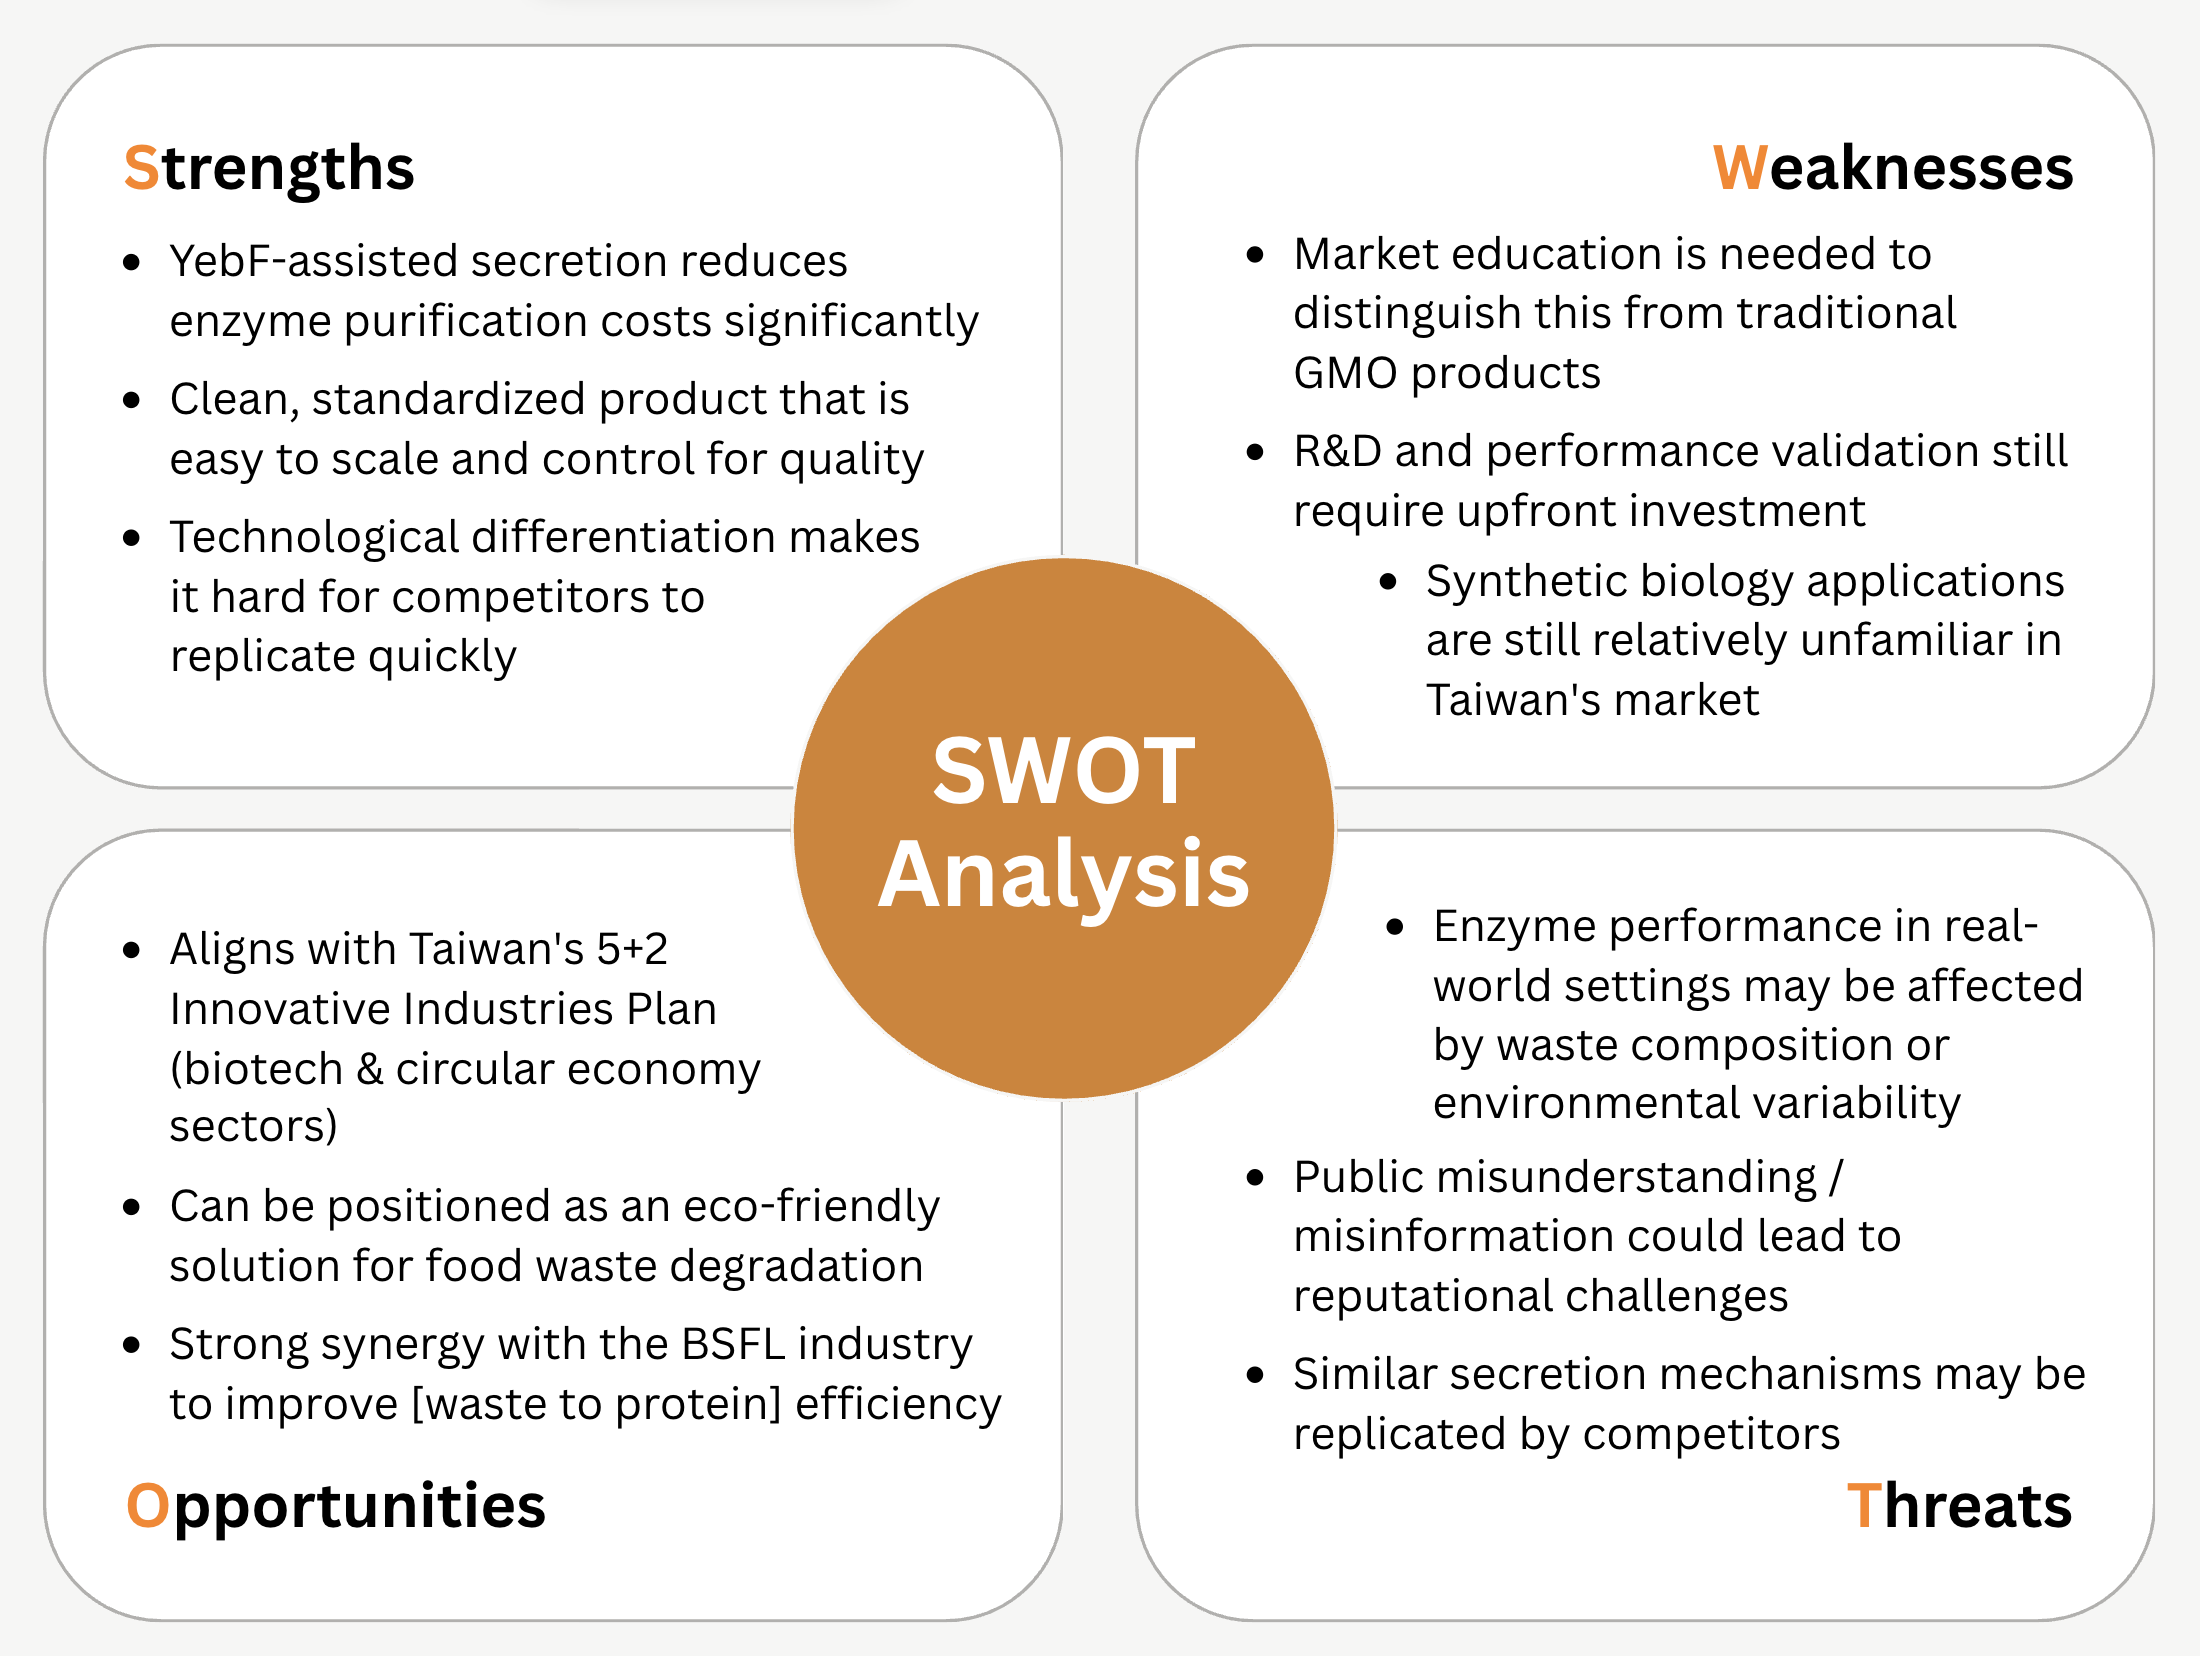 Strengths
• YebF-assisted secretion reduces
enzyme purification costs significantly
• Clean, standardized product that is
easy to scale and control for quality
• Technological differentiation makes
it hard for competitors to
replicate quickly
Weaknesses
• Market education is needed to
distinguish this from traditional
GMO products
• R&D and performance validation still
require upfront investment
• Synthetic biology applications
are still relatively unfamiliar in
Taiwan's market
SWOT
Analysis
• Aligns with Taiwan's 5+2
Innovative Industries Plan
(biotech & circular economy
sectors)
• Can be positioned as an eco-friendly
solution for food waste degradation
• Strong synergy with the BSFL industry
to improve [waste to protein] efficiency
Opportunities
• Enzyme performance in real-
world settings may be affected
by waste composition or
environmental variability
• Public misunderstanding /
misinformation could lead to
reputational challenges
• Similar secretion mechanisms may be
replicated by competitors
Threats